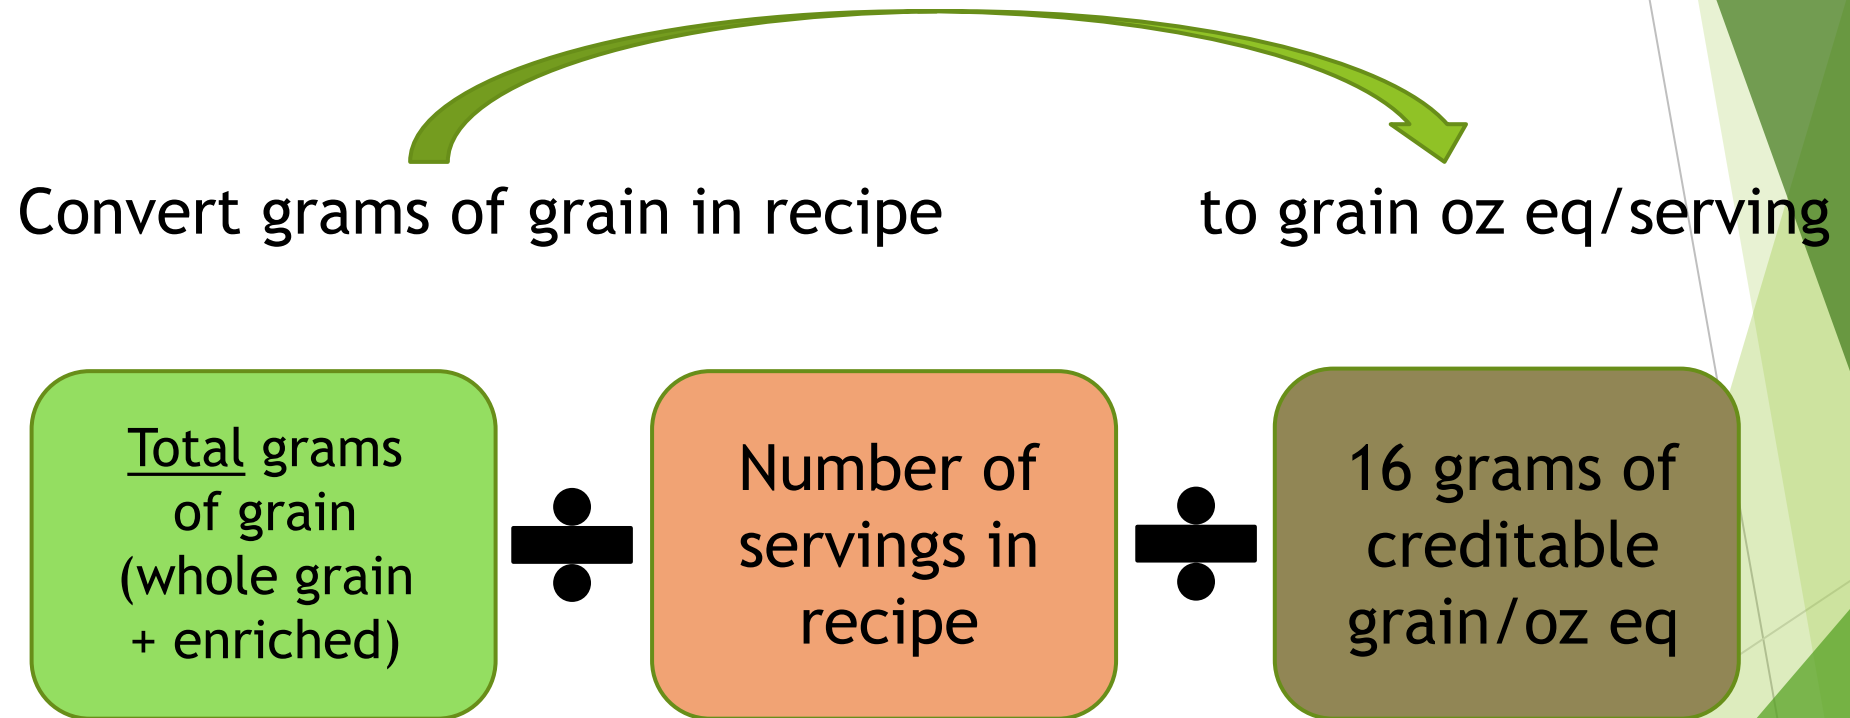 Convert grams of grain in recipe to grain oz eq/serving
Total grams
of grain
(whole grain
+ enriched)
÷
Number of
servings in
recipe
÷
16 grams of
creditable
grain/oz eq